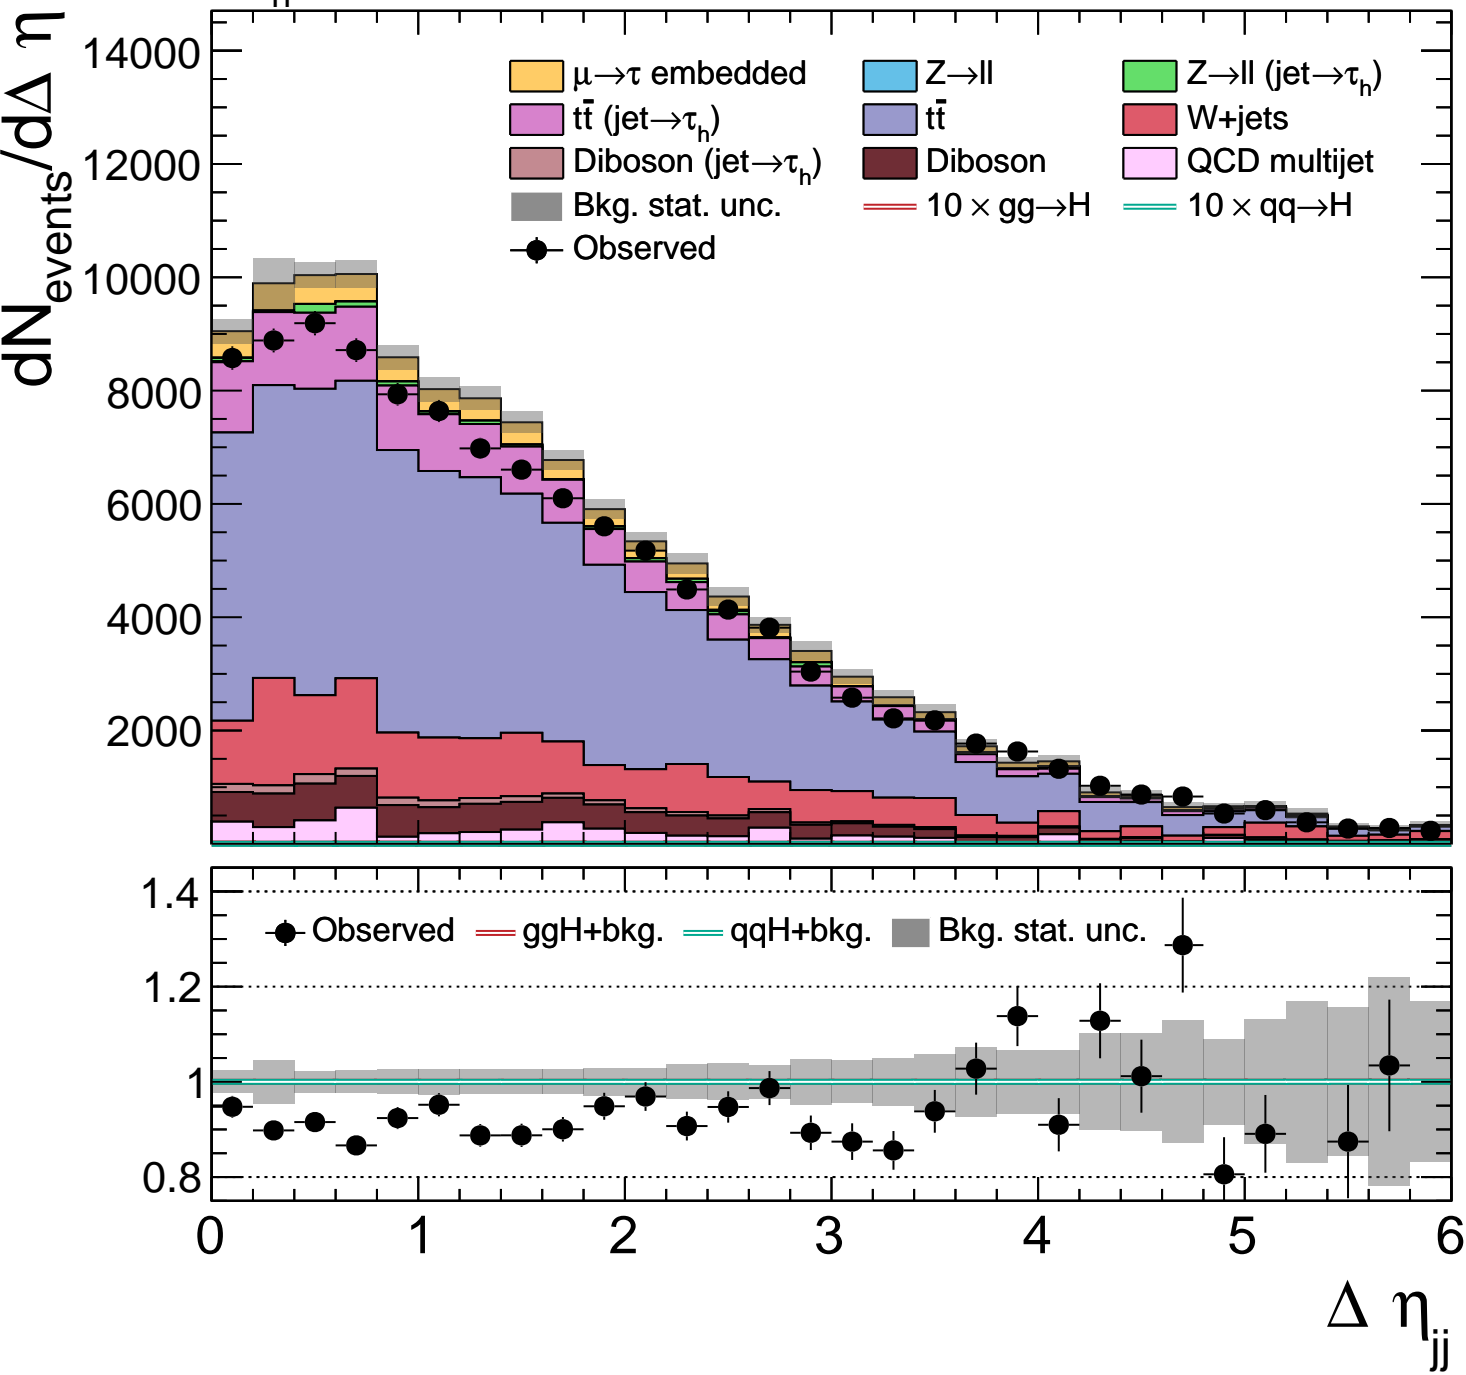 dN_events/dΔ η_jj
14000
12000
10000
8000
6000
4000
2000
μ→τ embedded
Z→ll
Z→ll (jet→τ_h)
tt̄ (jet→τ_h)
tt̄
W+jets
Diboson (jet→τ_h)
Diboson
QCD multijet
Bkg. stat. unc.
10 × gg→H
10 × qq→H
Observed
1.4
1.2
1
0.8
Observed
ggH+bkg.
qqH+bkg.
Bkg. stat. unc.
0 1 2 3 4 5 6
Δ η_jj